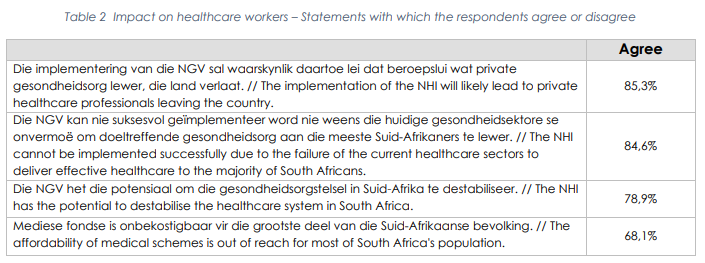 Table 2  Impact on healthcare workers – Statements with which the respondents agree or disagree
Agree
Die implementering van die NGV sal waarskynlik daartoe lei dat beroepslui wat private
gesondheidsorg lewer, die land verlaat. // The implementation of the NHI will likely lead to private
healthcare professionals leaving the country.
85,3%
Die NGV kan nie suksesvol geïmplementeer word nie weens die huidige gesondheidsektore se
onvermoë om doeltreffende gesondheidsorg aan die meeste Suid-Afrikaners te lewer. // The NHI
cannot be implemented successfully due to the failure of the current healthcare sectors to
deliver effective healthcare to the majority of South Africans.
84,6%
Die NGV het die potensiaal om die gesondheidsorgstelsel in Suid-Afrika te destabiliseer. // The NHI
has the potential to destabilise the healthcare system in South Africa.
78,9%
Mediese fondse is onbekostigbaar vir die grootste deel van die Suid-Afrikaanse bevolking. // The
affordability of medical schemes is out of reach for most of South Africa's population.
68,1%